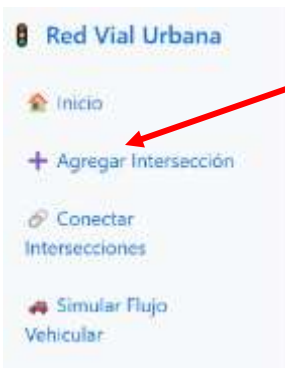 Red Vial Urbana
Inicio
Agregar Intersección
Conectar
Intersecciones
Simular Flujo
Vehicular